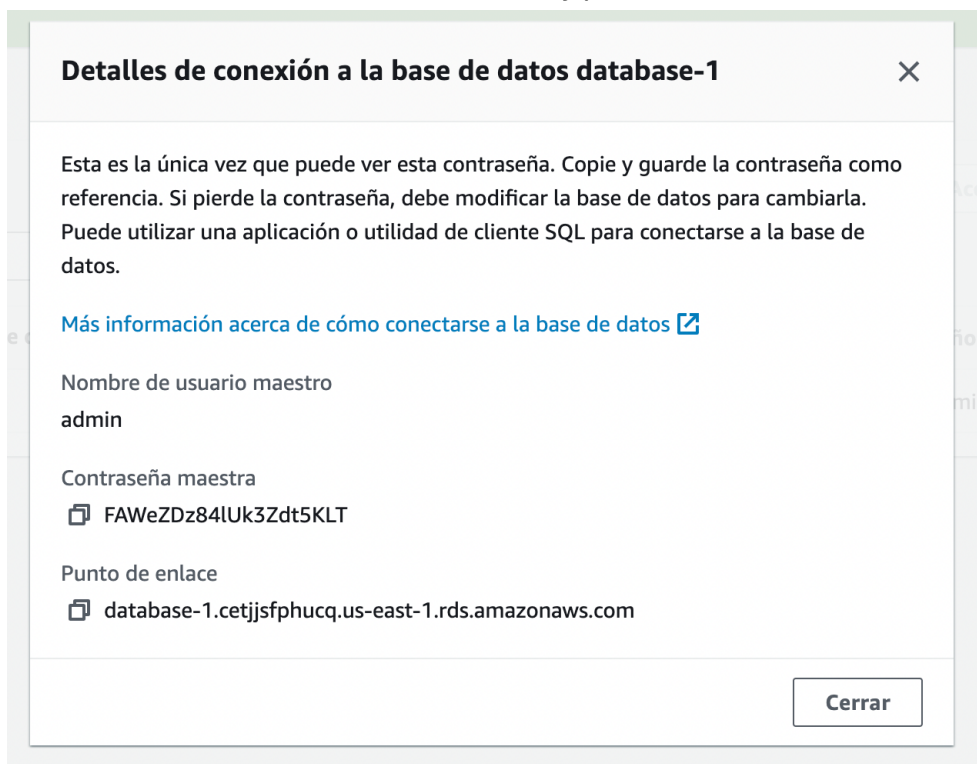 Detalles de conexión a la base de datos database-1
Esta es la única vez que puede ver esta contraseña. Copie y guarde la contraseña como
referencia. Si pierde la contraseña, debe modificar la base de datos para cambiarla.
Puede utilizar una aplicación o utilidad de cliente SQL para conectarse a la base de
datos.
Más información acerca de cómo conectarse a la base de datos
Nombre de usuario maestro
admin
Contraseña maestra
FAWeZDz84lUk3Zdt5KLT
Punto de enlace
database-1.cetjjsfphucq.us-east-1.rds.amazonaws.com
Cerrar